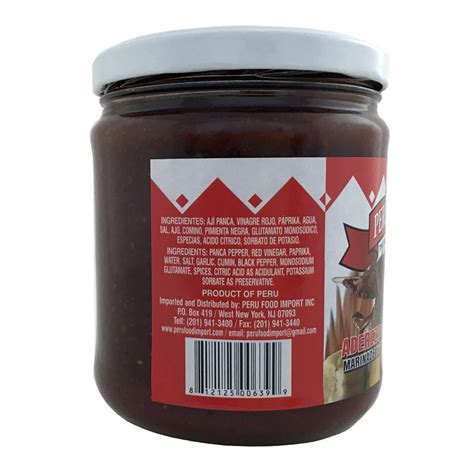 INGREDIENTES: AJÍ PANCA, VINAGRE ROJO, PAPRIKA, AGUA,
SAL, AJO, COMINO, PIMIENTA NEGRA, GLUTAMATO MONOSÓDICO,
ESPECIAS, ACIDO CITRICO, SORBATO DE POTASIO.
INGREDIENTS: PANCA PEPPER, RED VINEGAR, PAPRIKA,
WATER, SALT, GARLIC, CUMIN, BLACK PEPPER, MONOSODIUM
GLUTAMATE, SPICES, CITRIC ACID AS ACIDULANT, POTASSIUM
SORBATE AS PRESERVATIVE.
PRODUCT OF PERU
Imported and Distributed by: PERU FOOD IMPORT INC
P.O. Box 419 / West New York, NJ 07093
Telf: (201) 941-3400 / Fax: (201) 941-3440
www.perufoodimport.com / email: perufoodimport@gmail.com
8 12125 00639 9